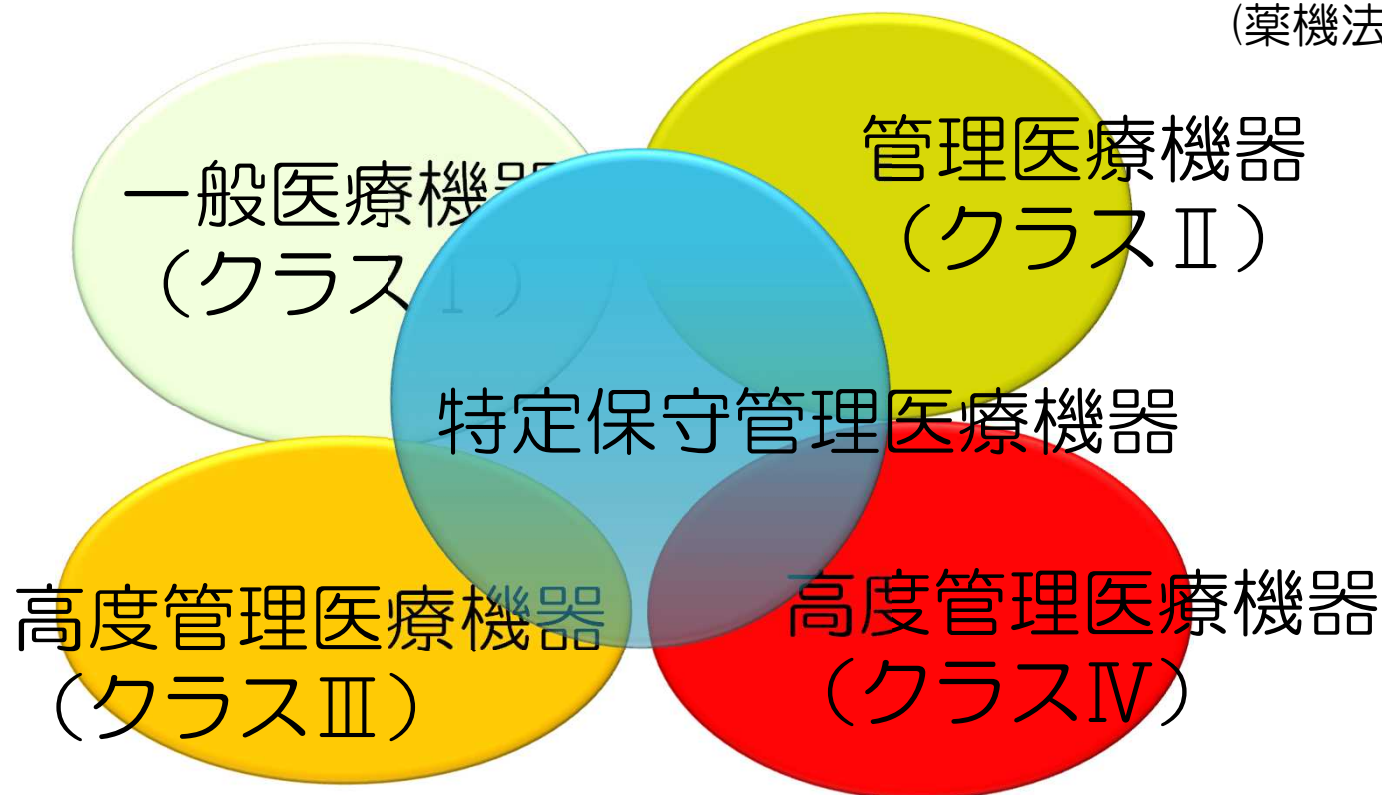 (薬機法
一般医療機器
(クラスⅠ)
管理医療機器
(クラスⅡ)
特定保守管理医療機器
高度管理医療機器
(クラスⅢ)
高度管理医療機器
(クラスⅣ)